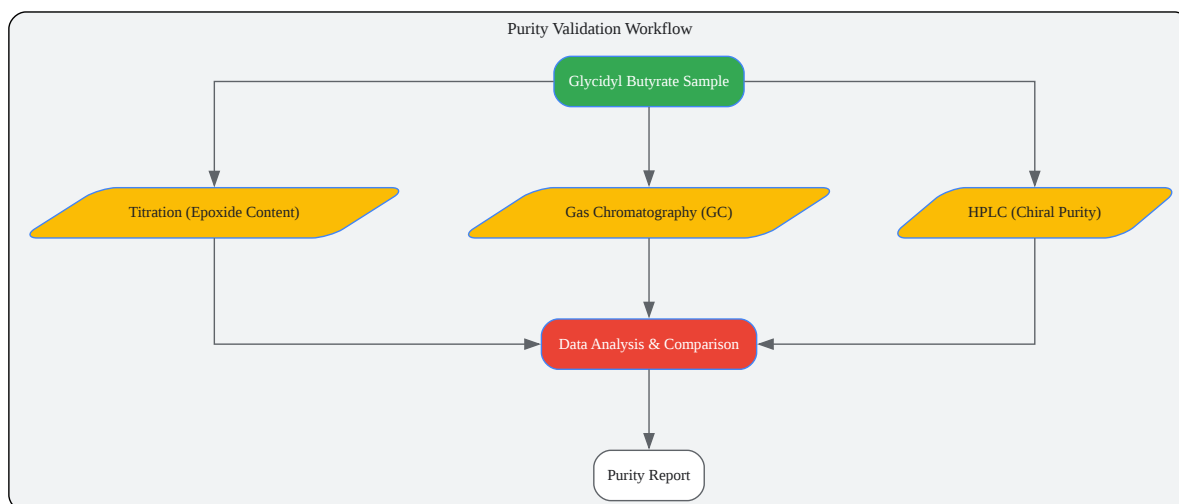 Purity Validation Workflow
Glycidyl Butyrate Sample
Titration (Epoxide Content)
Gas Chromatography (GC)
HPLC (Chiral Purity)
Data Analysis & Comparison
Purity Report